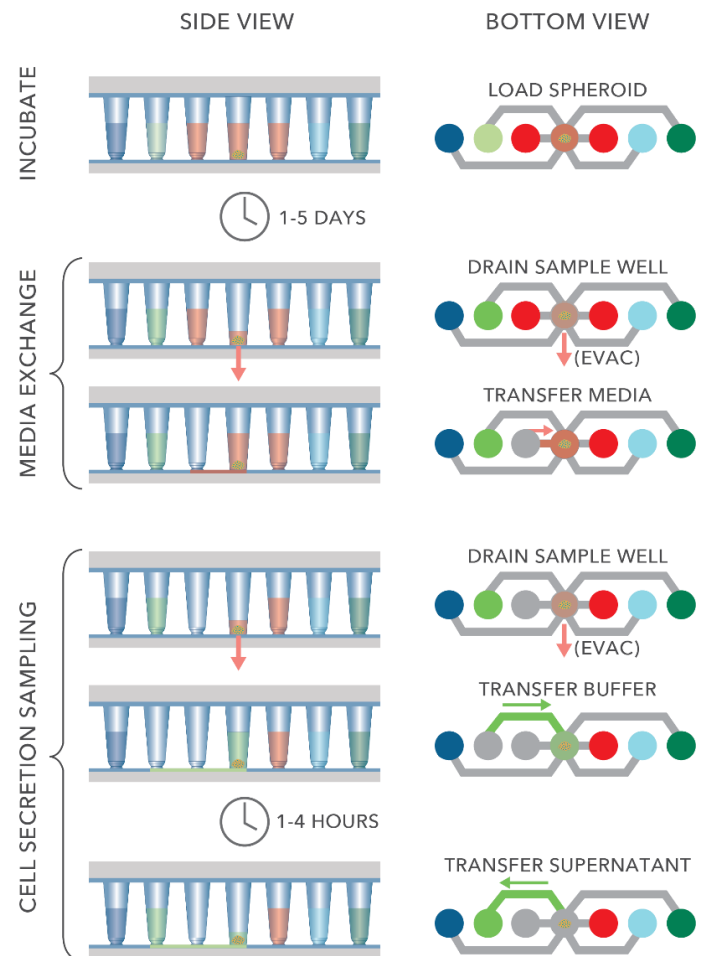 SIDE VIEW
BOTTOM VIEW
INCUBATE
LOAD SPHEROID
1-5 DAYS
MEDIA EXCHANGE
DRAIN SAMPLE WELL
(EVAC)
TRANSFER MEDIA
CELL SECRETION SAMPLING
DRAIN SAMPLE WELL
(EVAC)
TRANSFER BUFFER
1-4 HOURS
TRANSFER SUPERNATANT